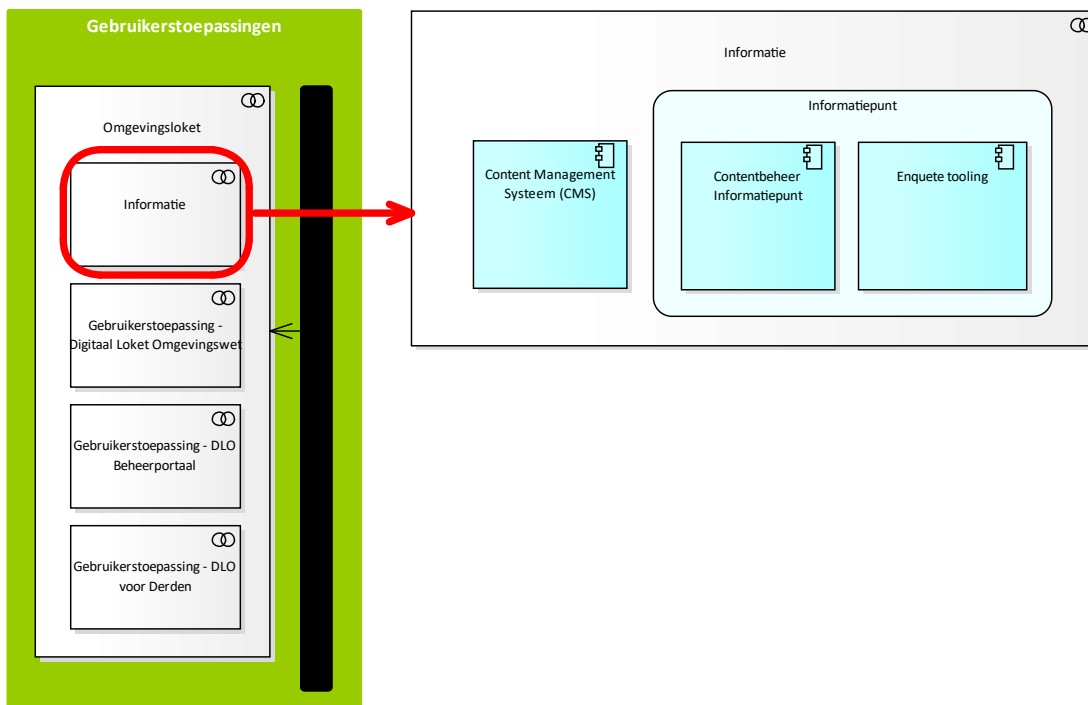 Gebruikerstoepassingen
Omgevingsloket
Informatie
Gebruikerstoepassing -
Digitaal Loket Omgevingswet
Gebruikerstoepassing - DLO
Beheerportaal
Gebruikerstoepassing - DLO
voor Derden
Informatie
Informatiepunt
Content Management
Systeem (CMS)
Contentbeheer
Informatiepunt
Enquete tooling